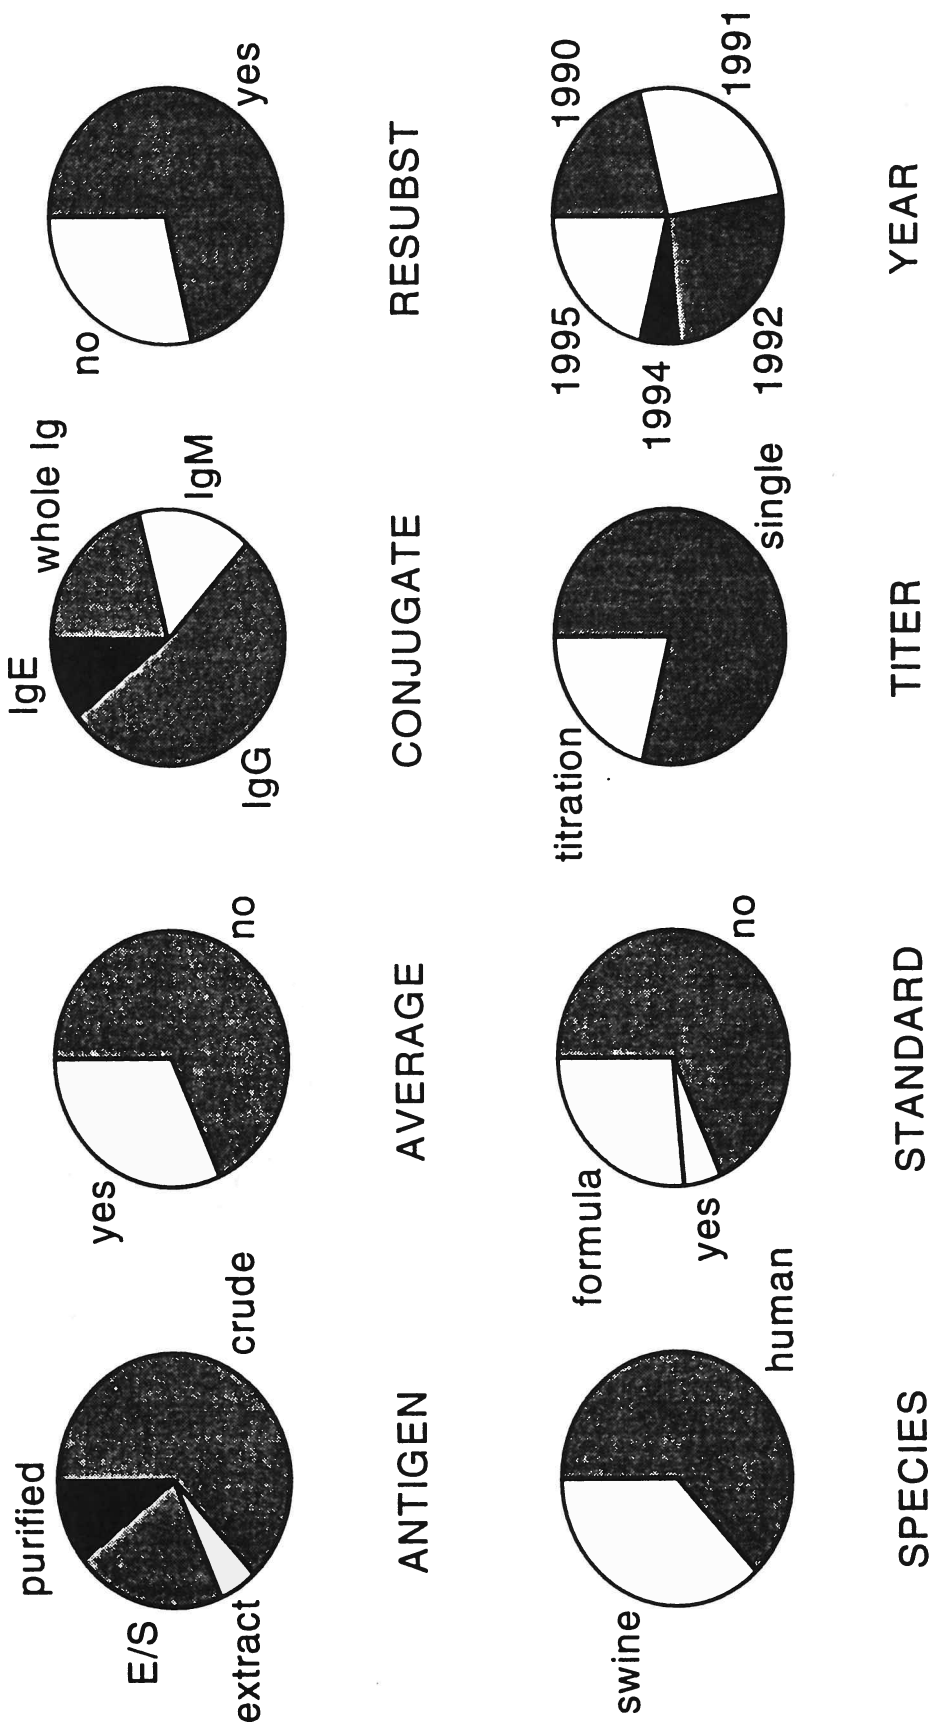 purified
E/S
extract
crude
ANTIGEN
yes
no
AVERAGE
IgE
whole Ig
IgM
IgG
CONJUGATE
no
yes
RESUBST
swine
human
SPECIES
formula
yes
no
STANDARD
titration
single
TITER
1995
1990
1994
1992
1991
YEAR